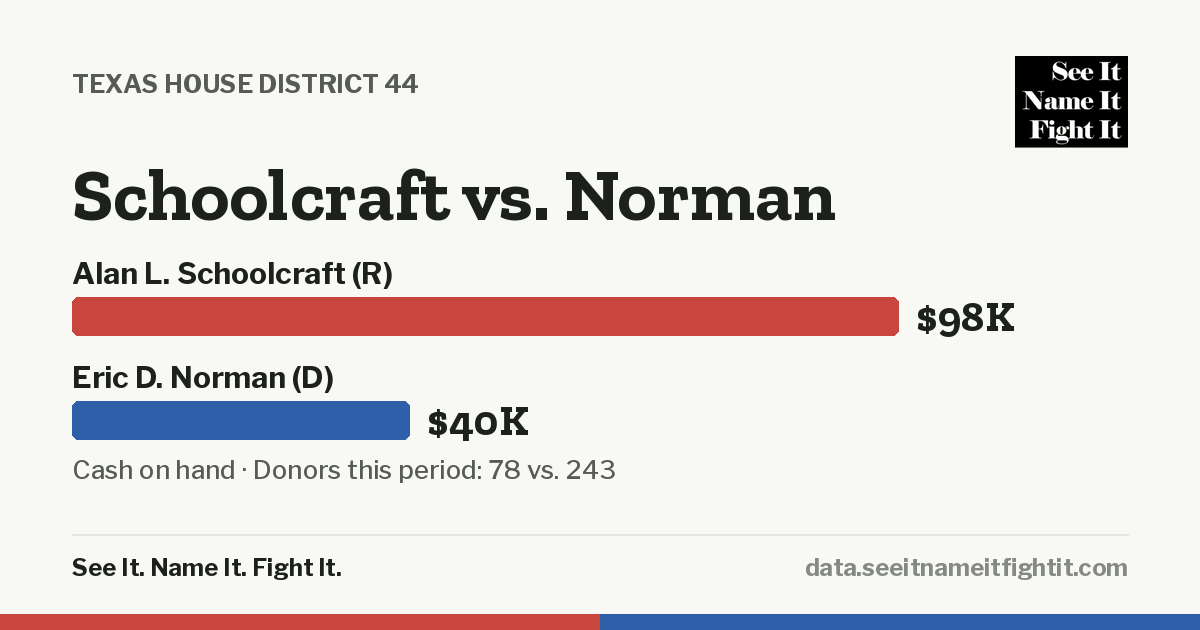 TEXAS HOUSE DISTRICT 44
See It
Name It
Fight It
Schoolcraft vs. Norman
Alan L. Schoolcraft (R)
$98K
Eric D. Norman (D)
$40K
Cash on hand · Donors this period: 78 vs. 243
See It. Name It. Fight It.
data.seeitnameitfightit.com